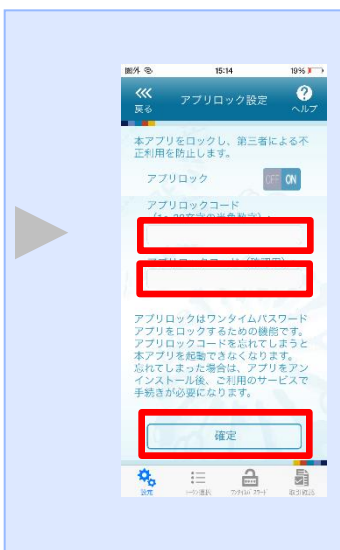 圏外 15:14 19%
戻る アプリロック設定 ヘルプ
本アプリをロックし、第三者による不
正利用を防止します。
アプリロック OFF ON
アプリロックコード
アプリロックはワンタイムパスワード
アプリをロックするための機能です。
アプリロックコードを忘れてしまうと
本アプリを起動できなくなります。
忘れてしまった場合は、アプリをアン
インストール後、ご利用のサービスで
手続きが必要になります。
確定
設定